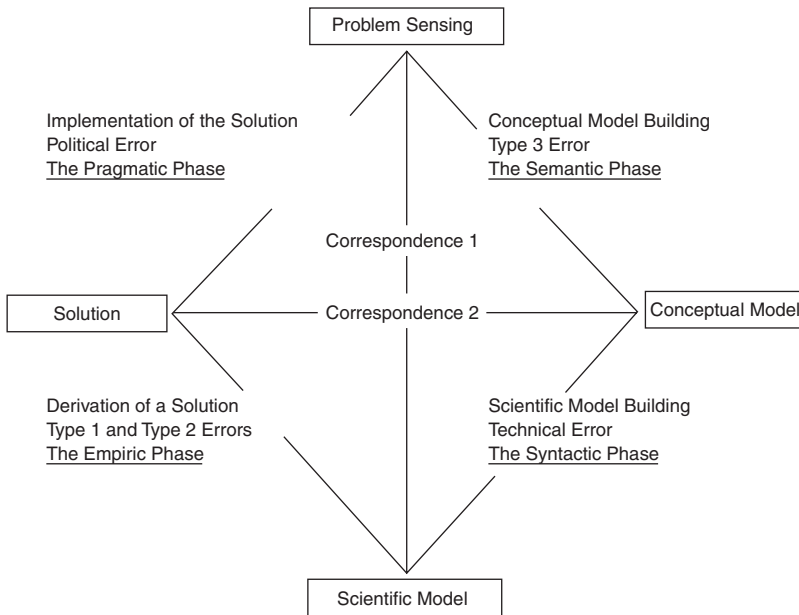 Problem Sensing
Implementation of the Solution
Political Error
The Pragmatic Phase
Conceptual Model Building
Type 3 Error
The Semantic Phase
Correspondence 1
Solution
Correspondence 2
Conceptual Model
Derivation of a Solution
Type 1 and Type 2 Errors
The Empiric Phase
Scientific Model Building
Technical Error
The Syntactic Phase
Scientific Model